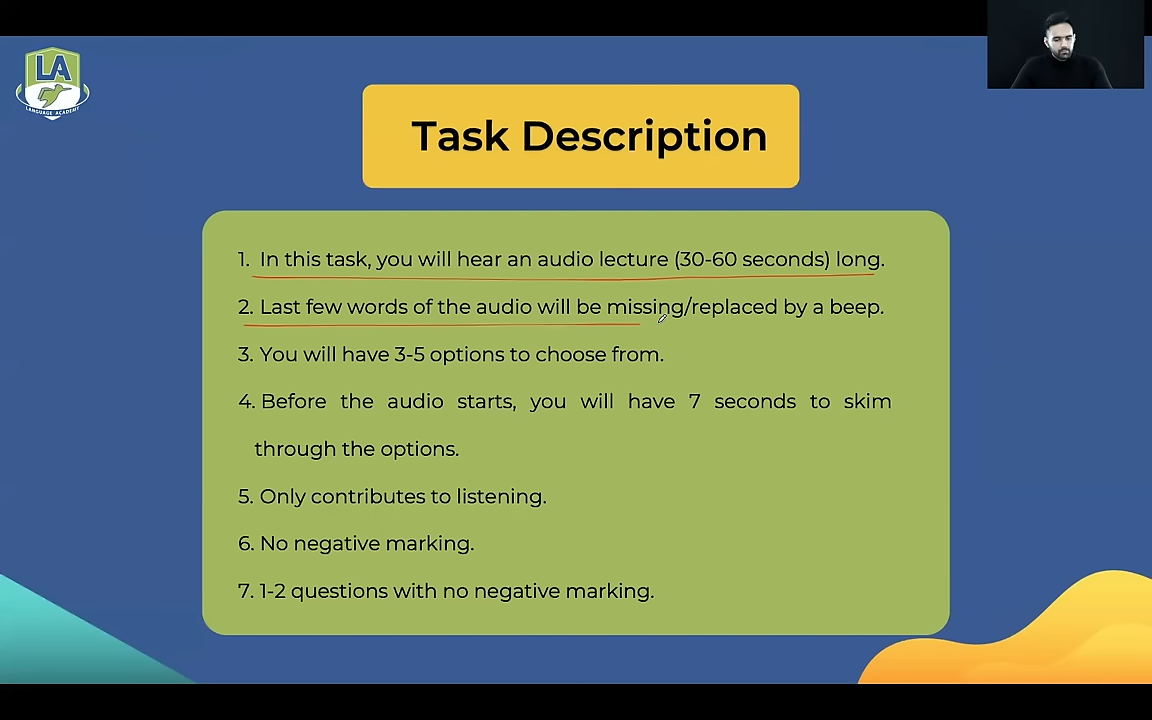 LA
LANGUAGE ACADEMY
Task Description
1. In this task, you will hear an audio lecture (30-60 seconds) long.
2. Last few words of the audio will be missing/replaced by a beep.
3. You will have 3-5 options to choose from.
4. Before the audio starts, you will have 7 seconds to skim
through the options.
5. Only contributes to listening.
6. No negative marking.
7. 1-2 questions with no negative marking.